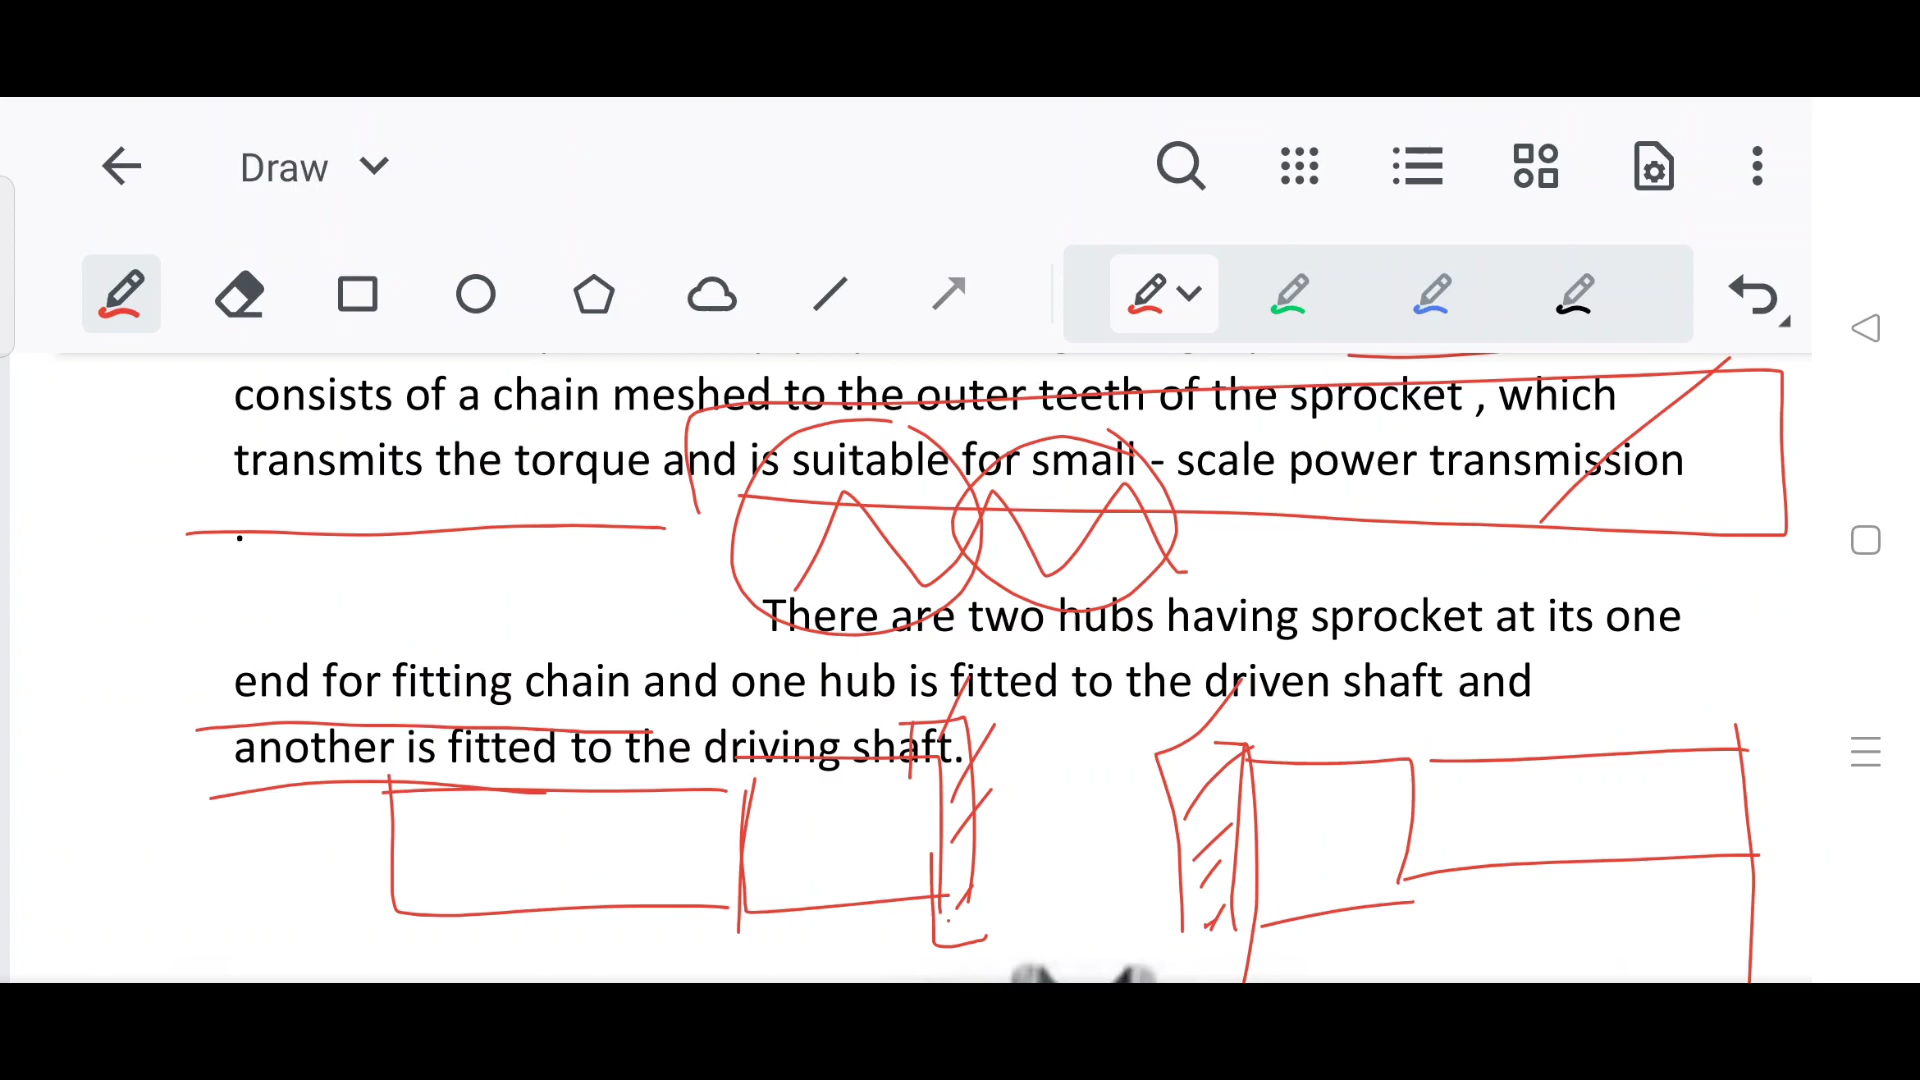 Draw
consists of a chain meshed to the outer teeth of the sprocket , which
transmits the torque and is suitable for small - scale power transmission
.
There are two hubs having sprocket at its one
end for fitting chain and one hub is fitted to the driven shaft and
another is fitted to the driving shaft.